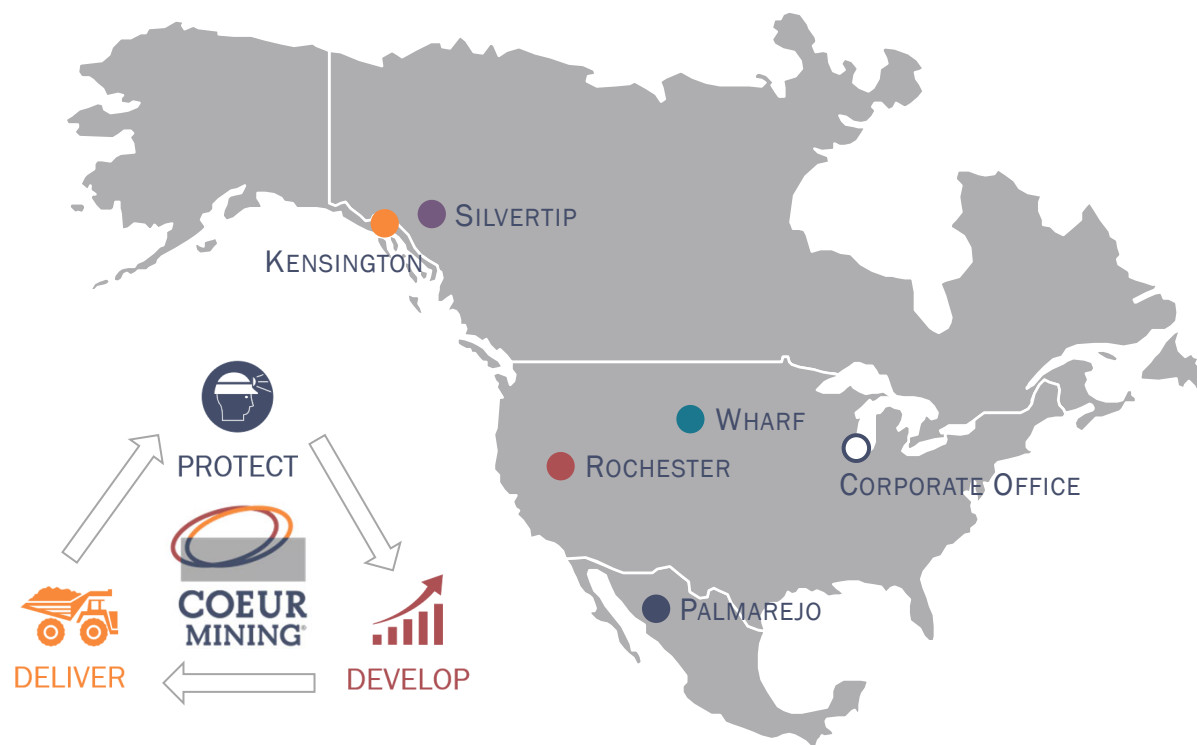 SILVERTIP
KENSINGTON
WHARF
ROCHESTER
CORPORATE OFFICE
PALMAREJO
PROTECT
COEUR
MINING®
DELIVER
DEVELOP